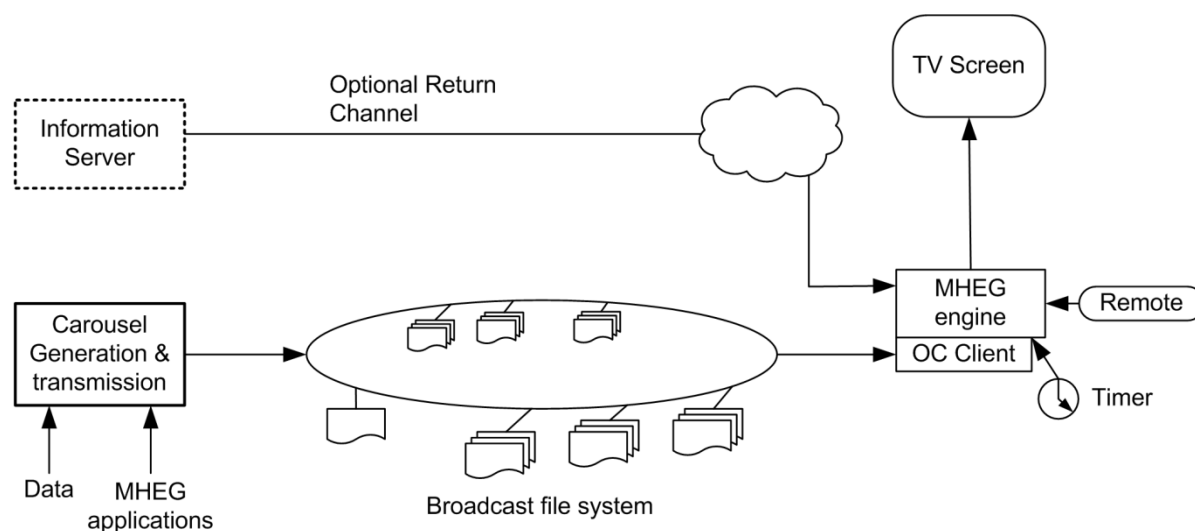 TV Screen
Optional Return
Channel
Information
Server
MHEG
engine
Remote
OC Client
Timer
Carousel
Generation &
transmission
Data
MHEG
applications
Broadcast file system